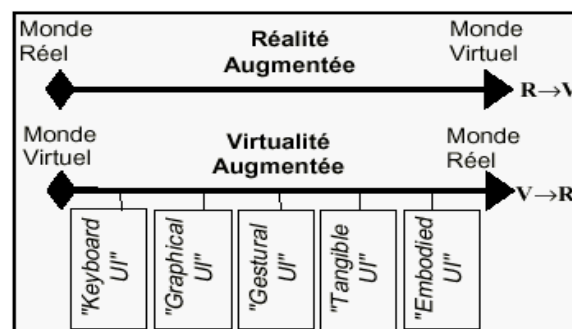 Monde
Réel
Réalité
Augmentée
Monde
Virtuel
R→V
Monde
Virtuel
Virtualité
Augmentée
Monde
Réel
V→R
"Keyboard
UI"
"Graphical
UI"
"Gestural
UI"
"Tangible
UI"
"Embodied
UI"